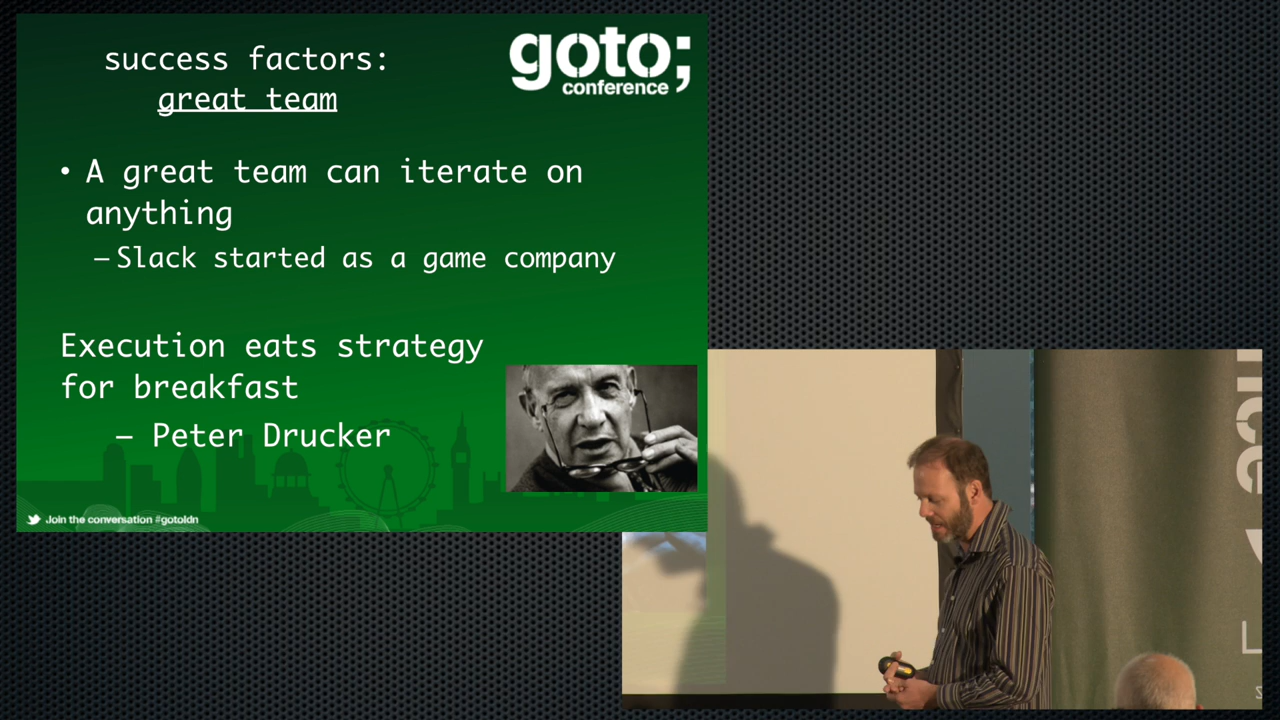 success factors:
great team
goto;
conference
• A great team can iterate on
anything
– Slack started as a game company
Execution eats strategy
for breakfast
– Peter Drucker
Join the conversation #gotoldn